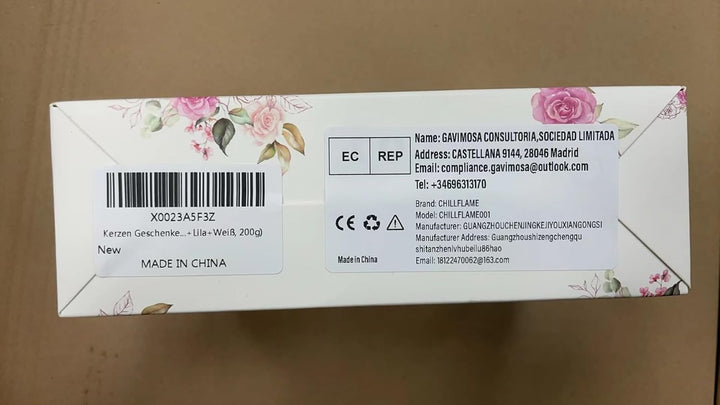 X0023A5F3Z
Kerzen Geschenke...+Lila+Weiß, 200g)
New
MADE IN CHINA
EC REP
Name: GAVIMOSA CONSULTORIA,SOCIEDAD LIMITADA
Address: CASTELLANA 9144, 28046 Madrid
Email: compliance.gavimosa@outlook.com
Tel: +34696313170
CE
Brand: CHILLFLAME
Model: CHILLFLAME001
Manufacturer: GUANGZHOUCHENJINGKEJIYOUXIANGONGSI
Manufacturer Address: Guangzhoushizengchengqu
shitanzhenlvhubeilu86hao
Email: 18122470062@163.com
Made in China